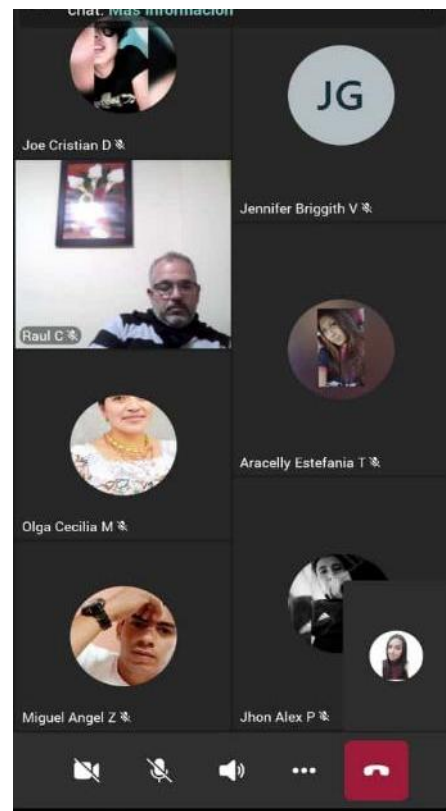 chat. Más información
Joe Cristian D
JG
Jennifer Briggith V
Raul C
Aracelly Estefania T
Olga Cecilia M
Miguel Angel Z
Jhon Alex P